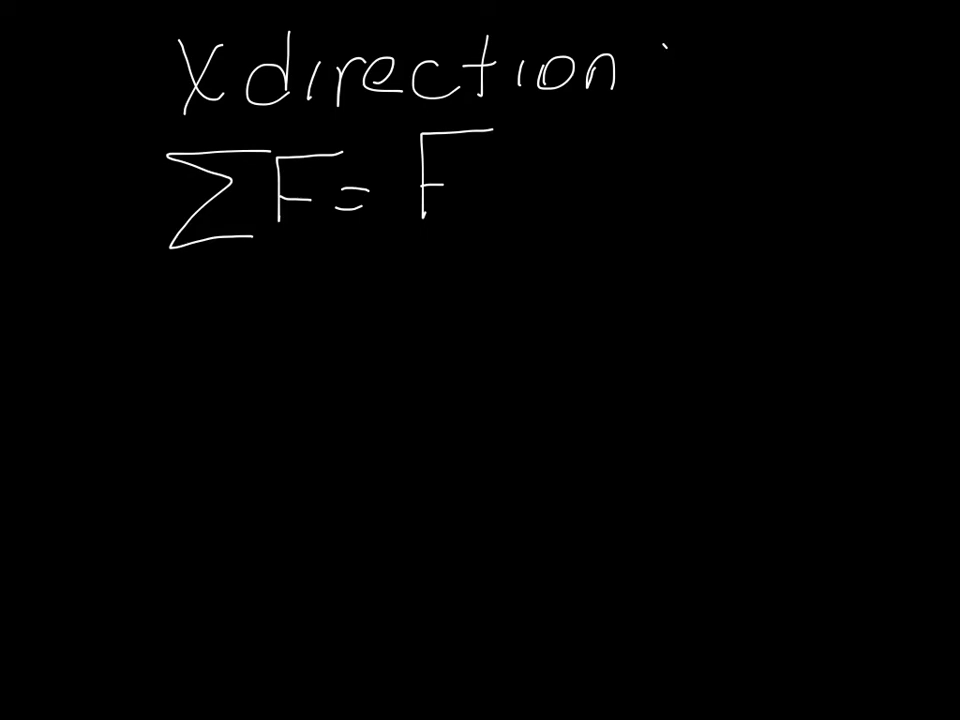 X direction
ΣF = F